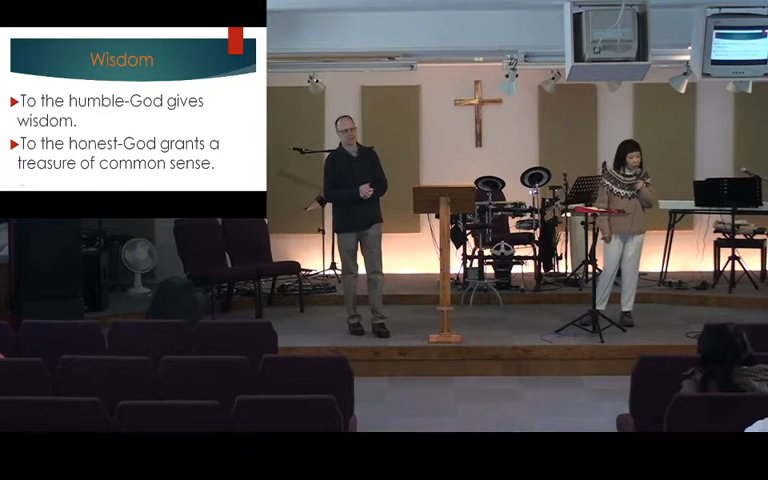 Wisdom
To the humble-God gives
wisdom.
To the honest-God grants a
treasure of common sense.